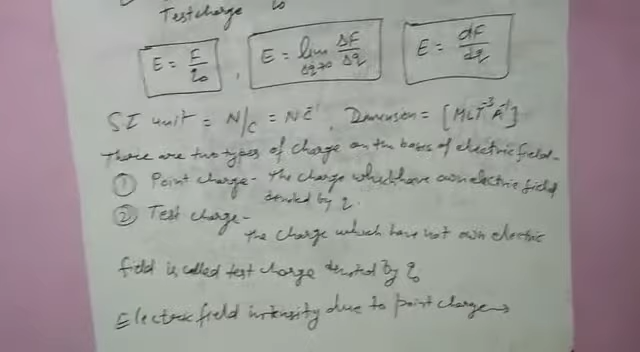 Test charge q₀
E = F/q₀ , E = lim Δq→0 ΔF/Δq E = dF/dq
S I unit = N/C = NC⁻¹, Dimension = [MLT⁻³A⁻¹]
There are two types of charge on the basis of electric field-
① Point charge - The charge which have own electric field
denoted by q.
② Test charge-
The charge which have not own electric
field is called test charge denoted by q₀
Electric field intensity due to point charge→